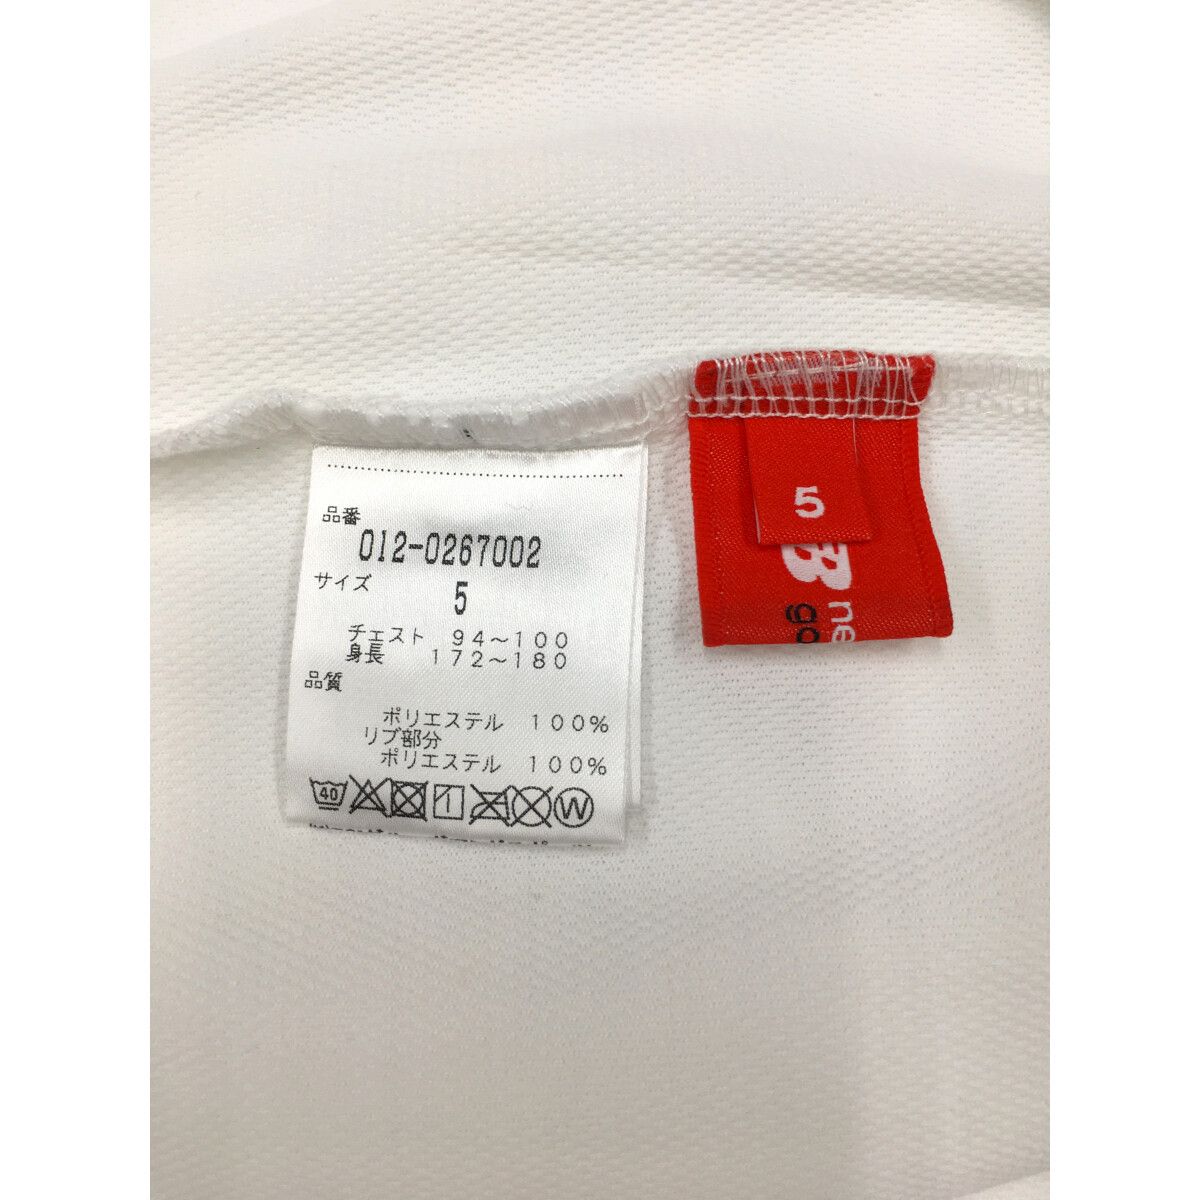 品番
012-0267002
サイズ
5
チェスト 94～100
身長 172～180
品質
ポリエステル 100%
リブ部分
ポリエステル 100%
40
W
5
ne
go